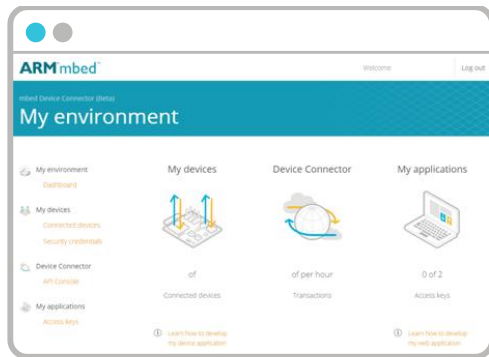 ARM mbed
Welcome
Log out
mbed Device Connector (Beta)
My environment
My environment
Dashboard
My devices
Connected devices
Security credentials
Device Connector
API Console
My applications
Access keys
My devices
of
Connected devices
Learn how to develop
my device application
Device Connector
of per hour
Transactions
My applications
0 of 2
Access keys
Learn how to develop
my web application